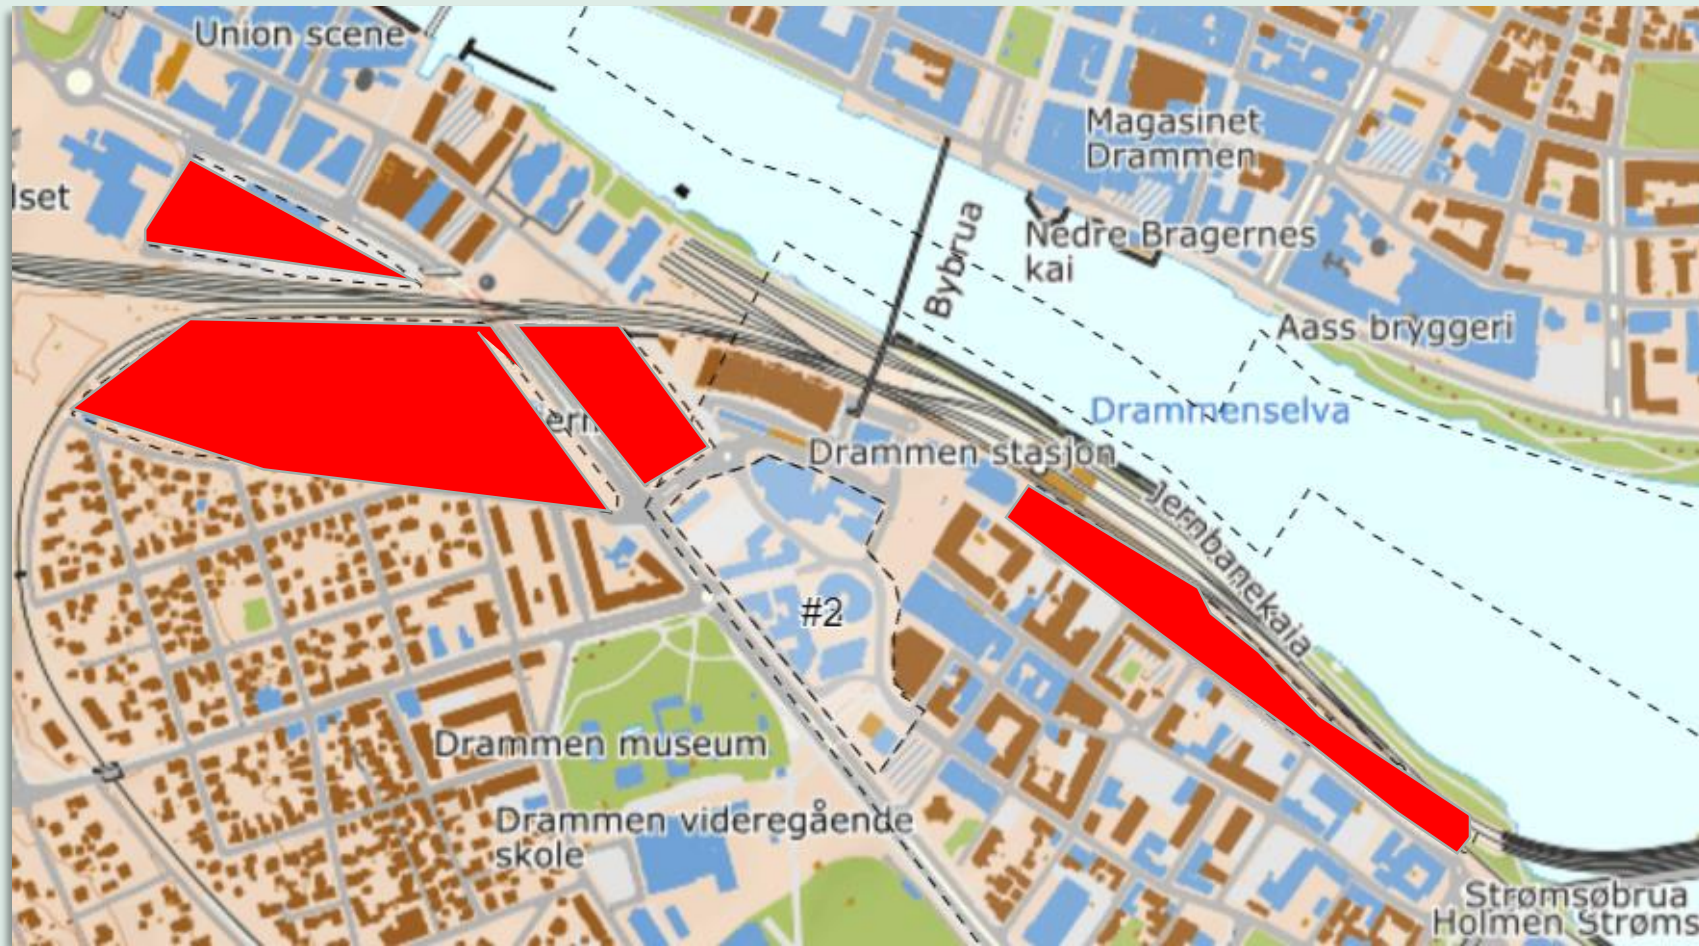 Union scene
Magasinet
Drammen
lset
Bybrua
Nedre Bragernes
kai
Aass bryggeri
Drammenselva
Drammen stasjon
Jernbanekaia
#2
Drammen museum
Drammen videregående
skole
Strømsøbrua
Holmen Strøms